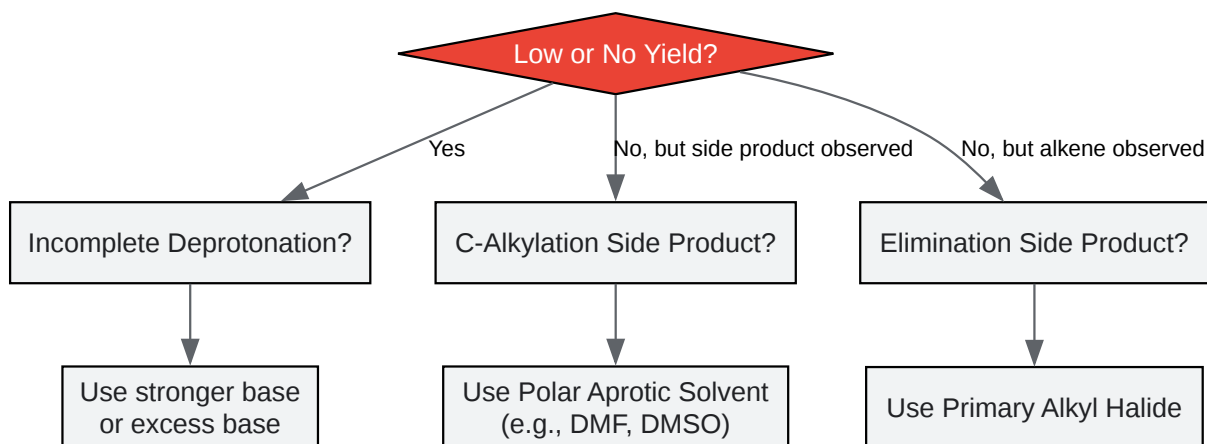 Low or No Yield?
Yes
No, but side product observed
No, but alkene observed
Incomplete Deprotonation?
C-Alkylation Side Product?
Elimination Side Product?
Use stronger base
or excess base
Use Polar Aprotic Solvent
(e.g., DMF, DMSO)
Use Primary Alkyl Halide